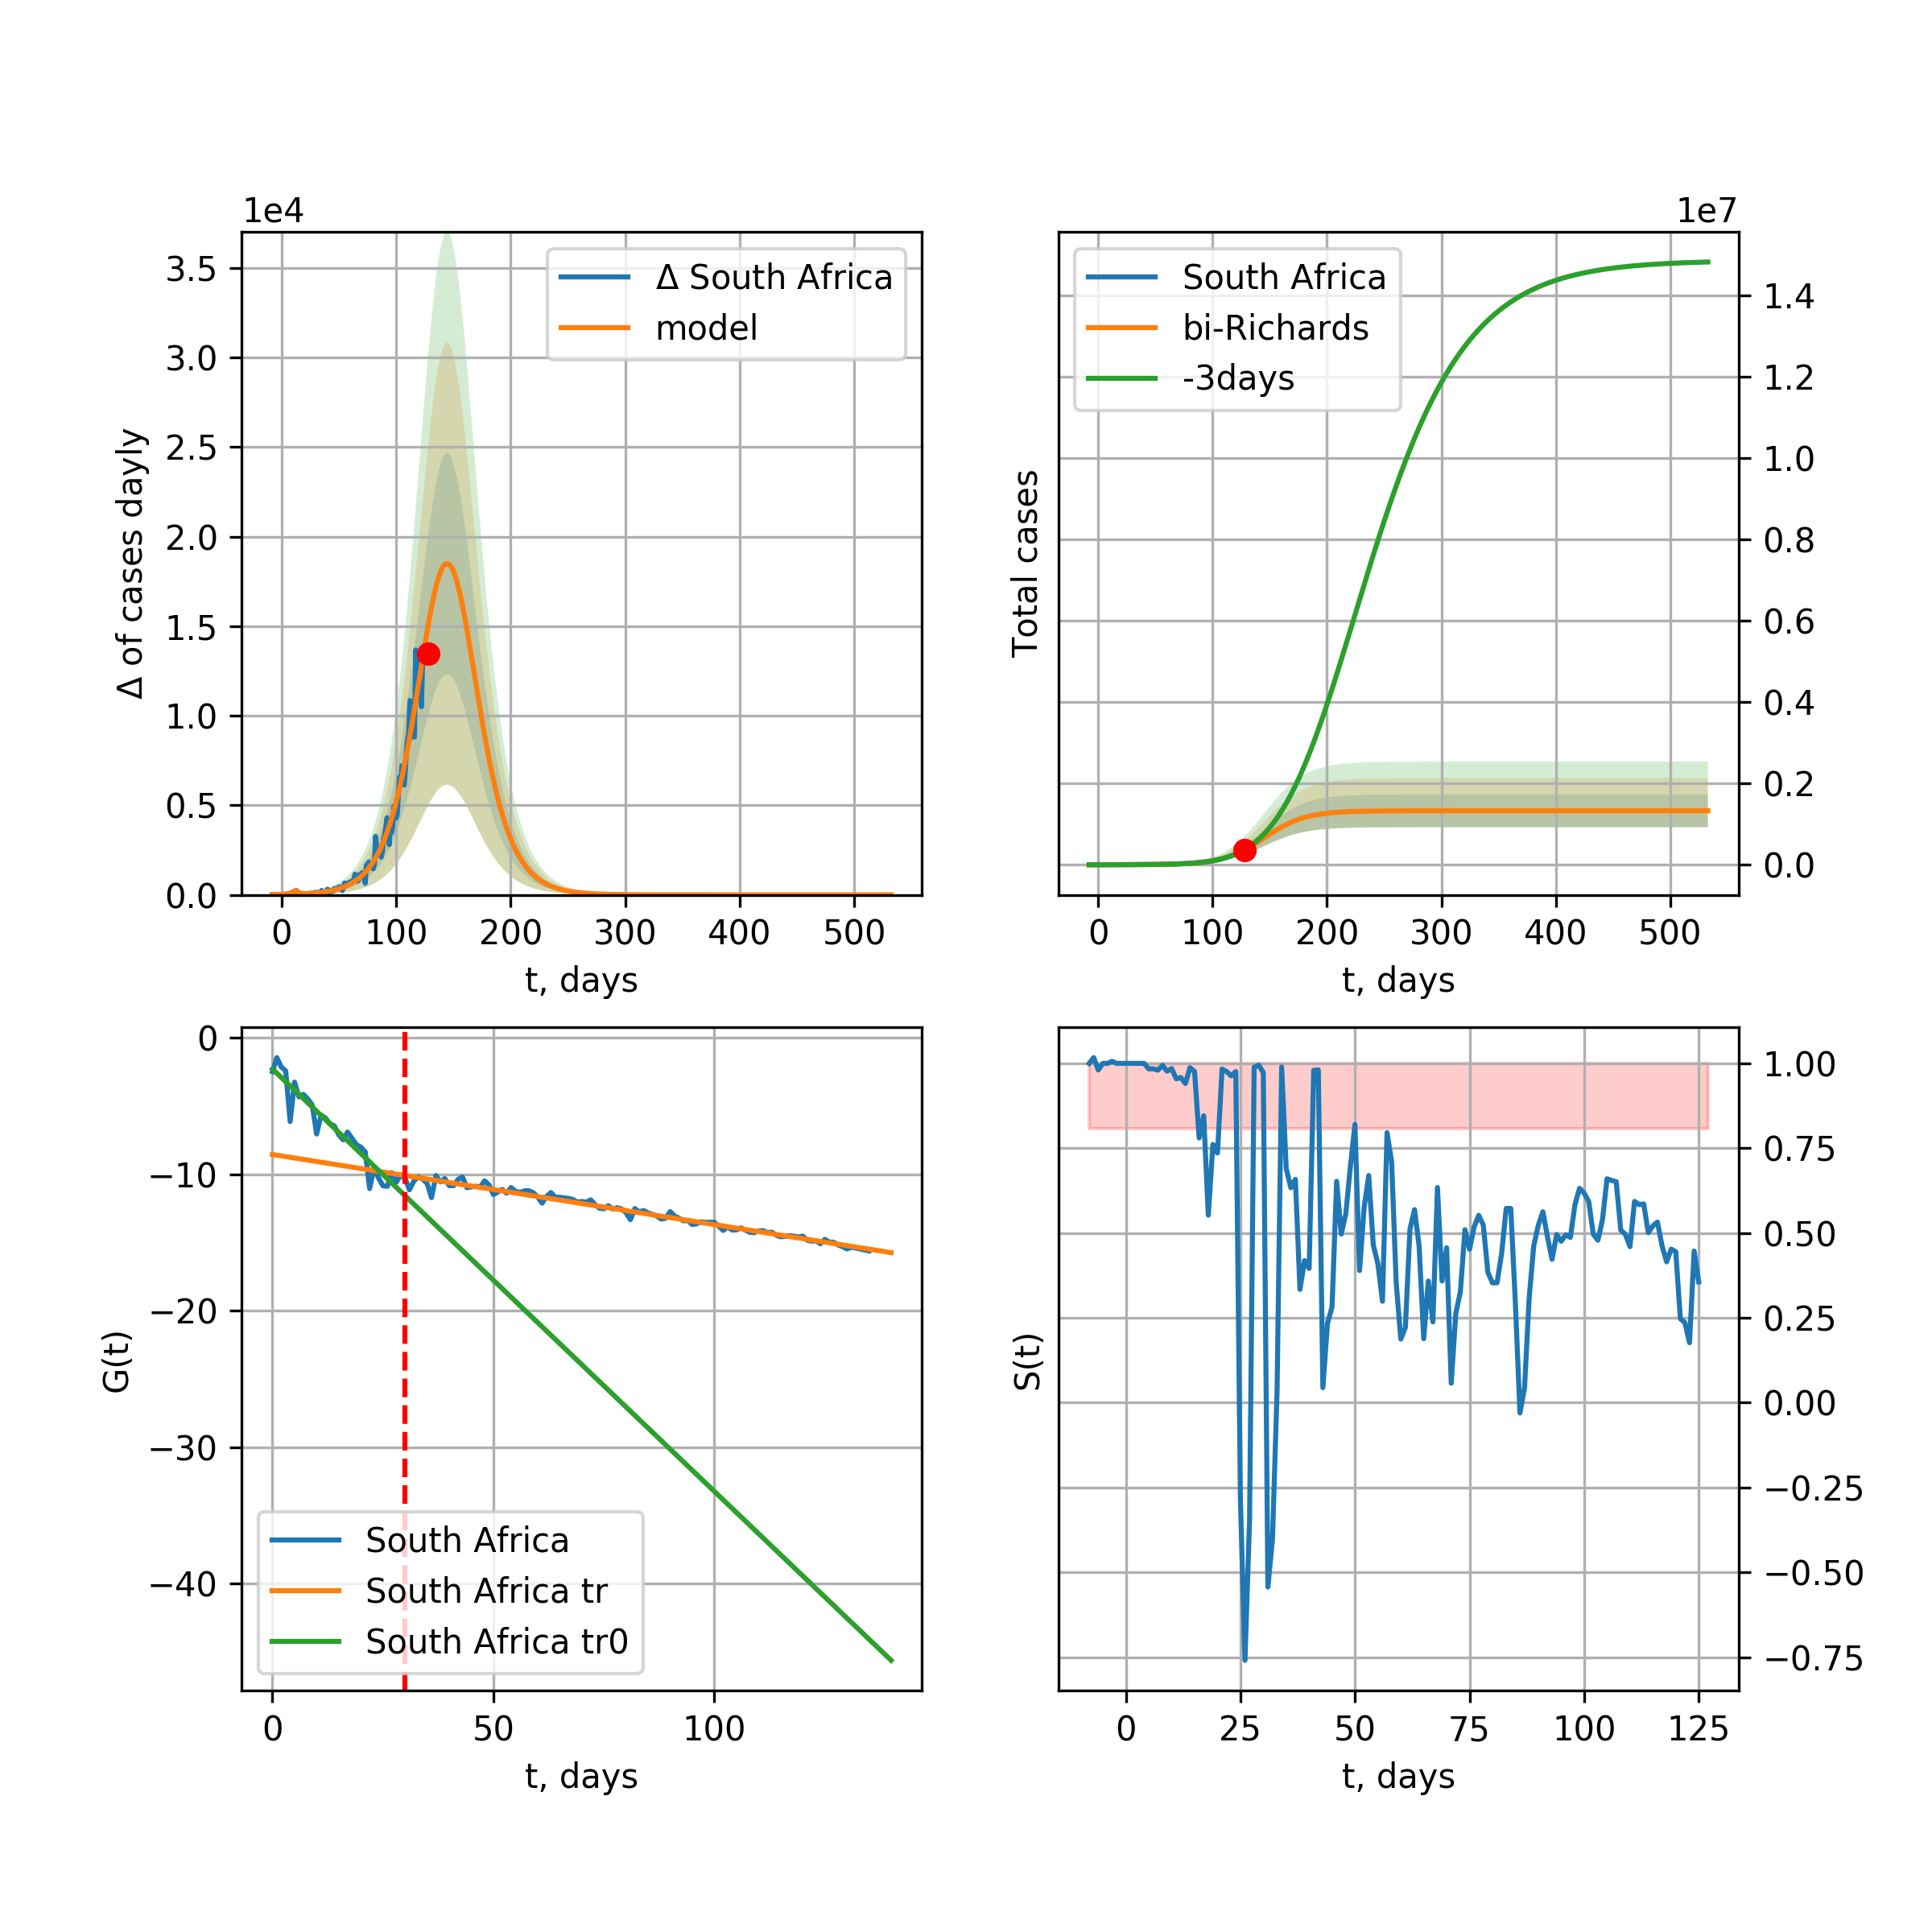 1e4
3.5
3.0
2.5
2.0
1.5
1.0
0.5
0.0
Δ of cases dayly
Δ South Africa
model
0 100 200 300 400 500
t, days
1e7
South Africa
bi-Richards
-3days
Total cases
1.4
1.2
1.0
0.8
0.6
0.4
0.2
0.0
0 100 200 300 400 500
t, days
0
−10
−20
−30
−40
G(t)
South Africa
South Africa tr
South Africa tr0
0 50 100
t, days
S(t)
1.00
0.75
0.50
0.25
0.00
−0.25
−0.50
−0.75
0 25 50 75 100 125
t, days